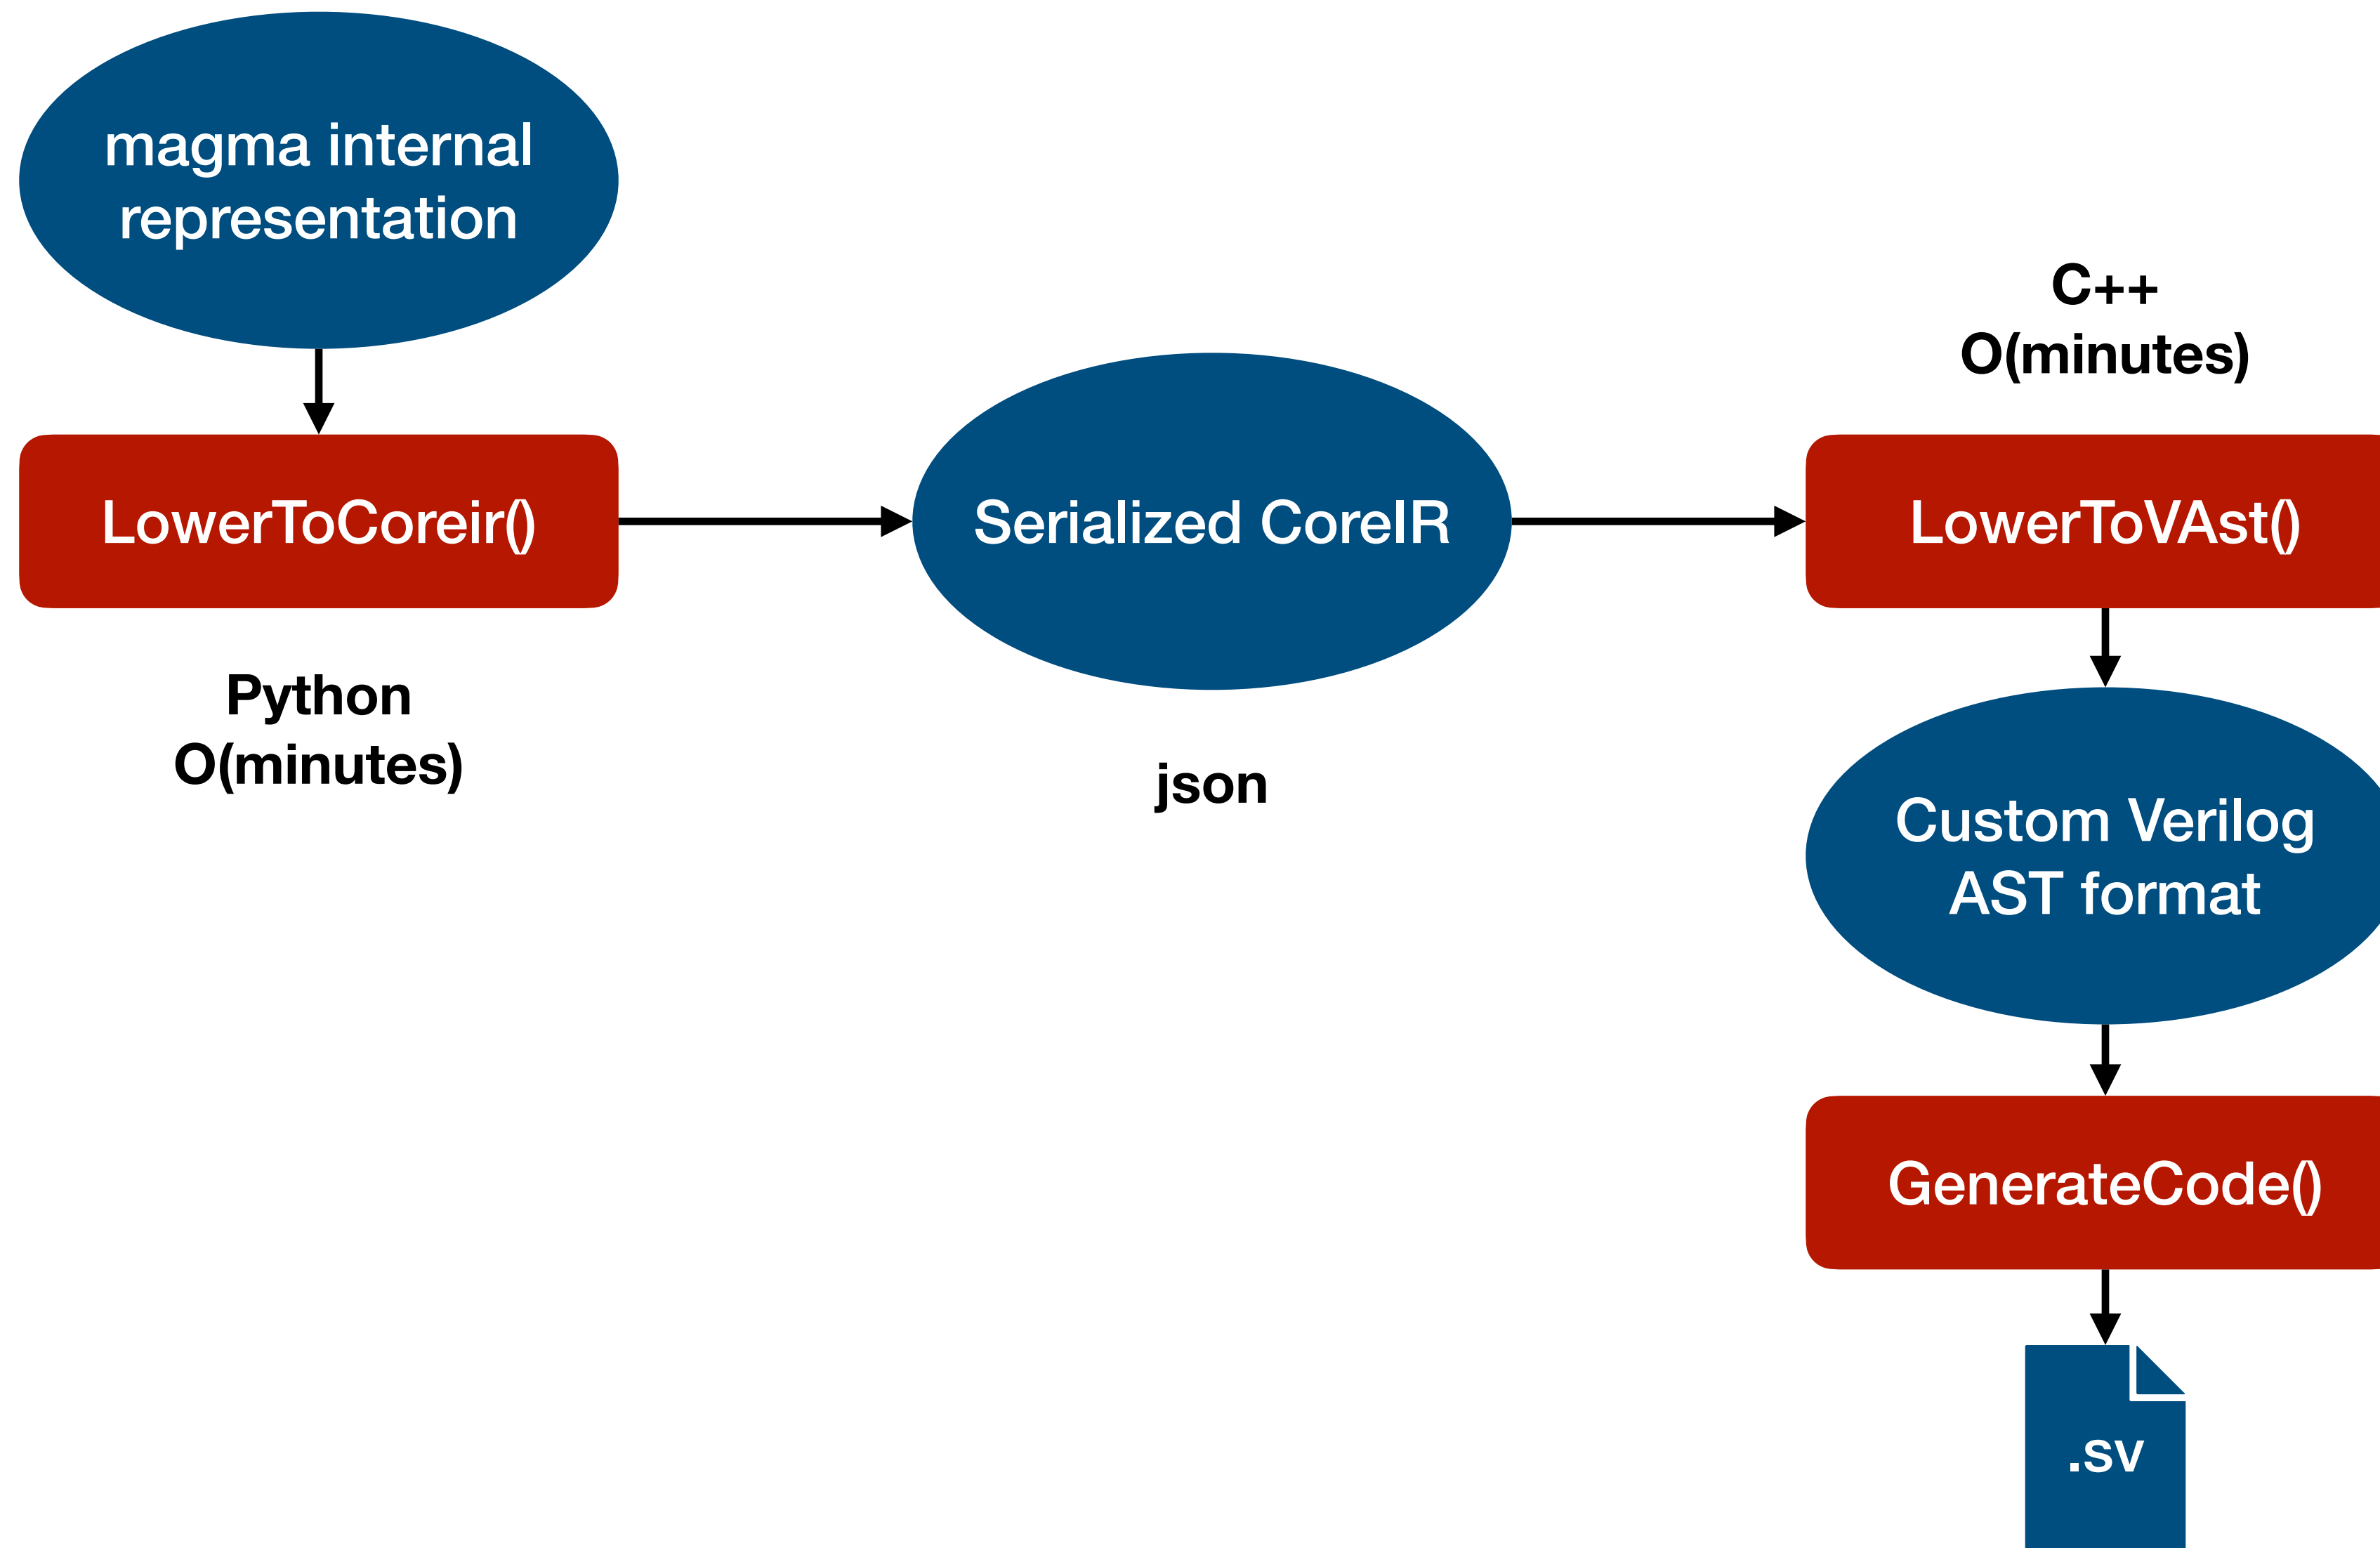 magma internal
representation
LowerToCoreir()
Python
O(minutes)
Serialized CoreIR
json
C++
O(minutes)
LowerToVAst()
Custom Verilog
AST format
GenerateCode()
.sv